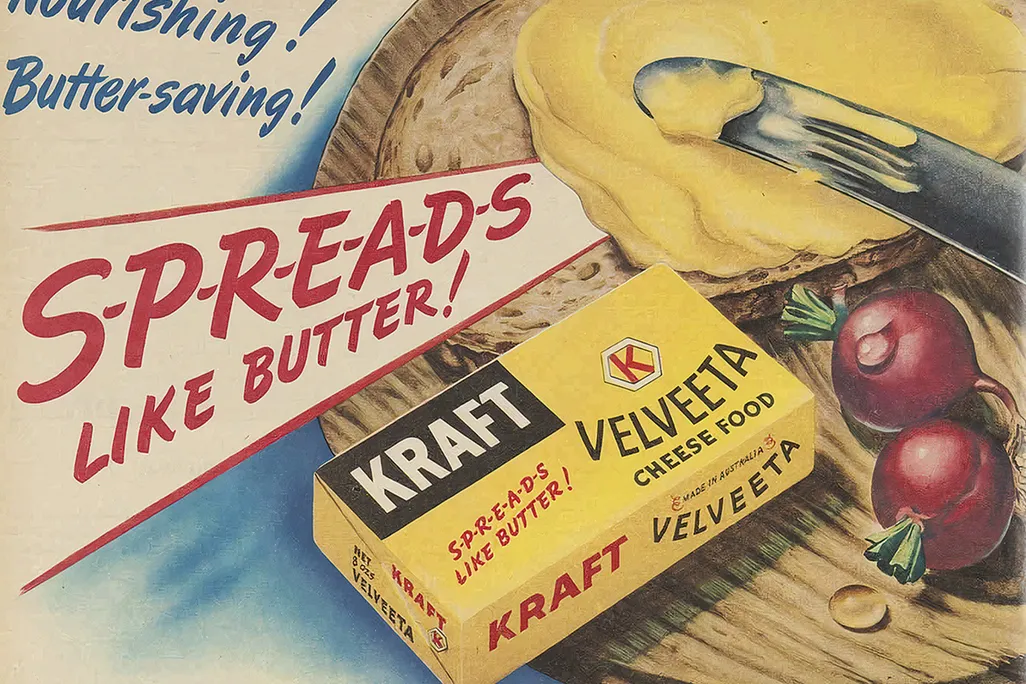 Nourishing!
Butter-saving!
S-P-R-E-A-D-S
LIKE BUTTER!
KRAFT
K
VELVEETA
CHEESE FOOD
S-P-R-E-A-D-S
LIKE BUTTER!
MADE IN AUSTRALIA
VELVEETA
KRAFT
NET
8 OZS
VELVEETA
KRAFT
K